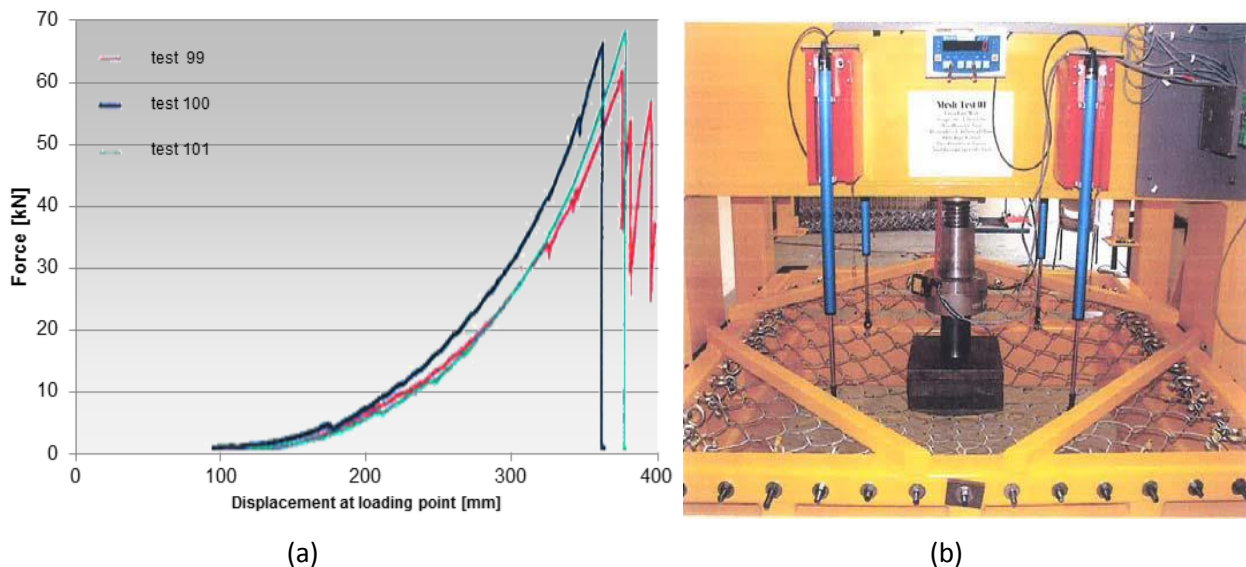 70
60
50
40
30
20
10
0
Force [kN]
test 99
test 100
test 101
0 100 200 300 400
Displacement at loading point [mm]
Mesh Test 01
(a) (b)